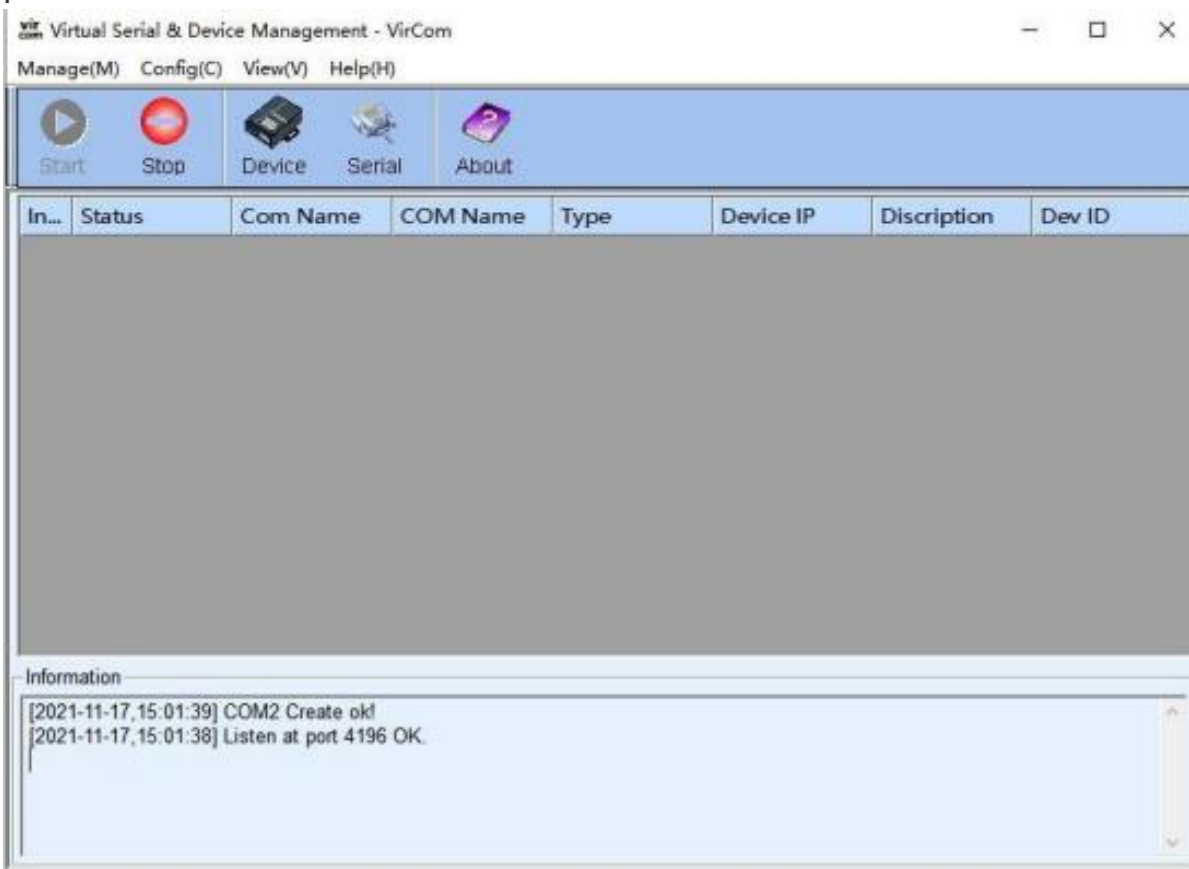 vir com Virtual Serial & Device Management - VirCom
Manage(M) Config(C) View(V) Help(H)
Start Stop Device Serial About
In... Status Com Name COM Name Type Device IP Discription Dev ID
Information
[2021-11-17,15:01:39] COM2 Create ok!
[2021-11-17,15:01:38] Listen at port 4196 OK.